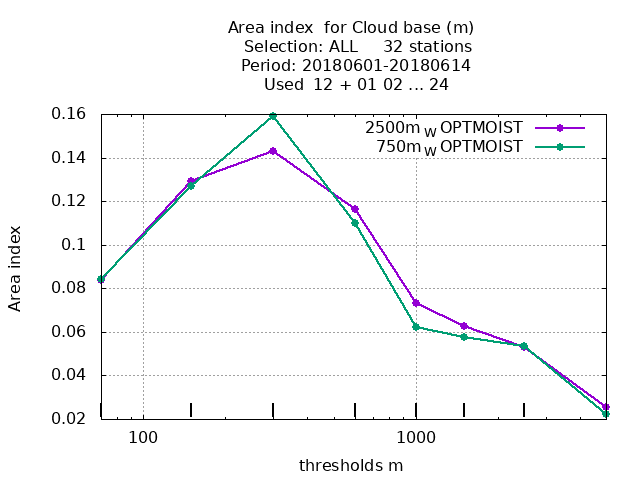 Area index  for Cloud base (m)
Selection: ALL     32 stations
Period: 20180601-20180614
Used  12 + 01 02 ... 24
2500m_W OPTMOIST
750m_W OPTMOIST
0.16
0.14
0.12
0.1
0.08
0.06
0.04
0.02
Area index
100 1000
thresholds m